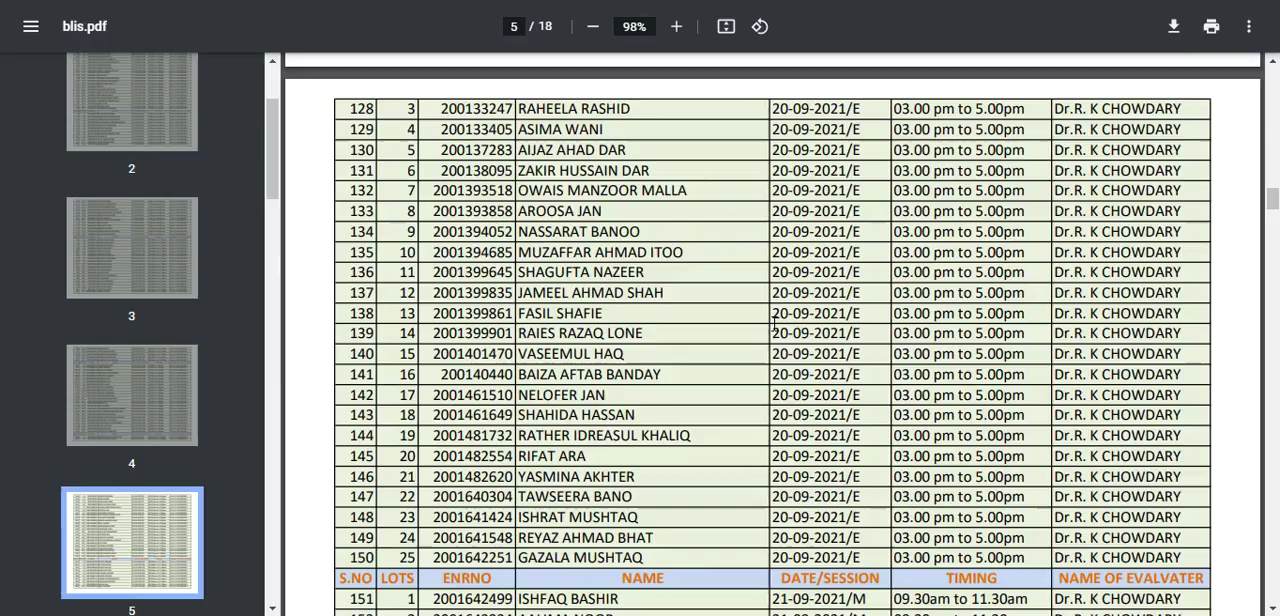 blis.pdf
5 / 18
98%
2
3
4
5
128 3 200133247 RAHEELA RASHID 20-09-2021/E 03.00 pm to 5.00pm Dr.R. K CHOWDARY
129 4 200133405 ASIMA WANI 20-09-2021/E 03.00 pm to 5.00pm Dr.R. K CHOWDARY
130 5 200137283 AIJAZ AHAD DAR 20-09-2021/E 03.00 pm to 5.00pm Dr.R. K CHOWDARY
131 6 200138095 ZAKIR HUSSAIN DAR 20-09-2021/E 03.00 pm to 5.00pm Dr.R. K CHOWDARY
132 7 2001393518 OWAIS MANZOOR MALLA 20-09-2021/E 03.00 pm to 5.00pm Dr.R. K CHOWDARY
133 8 2001393858 AROOSA JAN 20-09-2021/E 03.00 pm to 5.00pm Dr.R. K CHOWDARY
134 9 2001394052 NASSARAT BANOO 20-09-2021/E 03.00 pm to 5.00pm Dr.R. K CHOWDARY
135 10 2001394685 MUZAFFAR AHMAD ITOO 20-09-2021/E 03.00 pm to 5.00pm Dr.R. K CHOWDARY
136 11 2001399645 SHAGUFTA NAZEER 20-09-2021/E 03.00 pm to 5.00pm Dr.R. K CHOWDARY
137 12 2001399835 JAMEEL AHMAD SHAH 20-09-2021/E 03.00 pm to 5.00pm Dr.R. K CHOWDARY
138 13 2001399861 FASIL SHAFIE 20-09-2021/E 03.00 pm to 5.00pm Dr.R. K CHOWDARY
139 14 2001399901 RAIES RAZAQ LONE 20-09-2021/E 03.00 pm to 5.00pm Dr.R. K CHOWDARY
140 15 2001401470 VASEEMUL HAQ 20-09-2021/E 03.00 pm to 5.00pm Dr.R. K CHOWDARY
141 16 200140440 BAIZA AFTAB BANDAY 20-09-2021/E 03.00 pm to 5.00pm Dr.R. K CHOWDARY
142 17 2001461510 NELOFER JAN 20-09-2021/E 03.00 pm to 5.00pm Dr.R. K CHOWDARY
143 18 2001461649 SHAHIDA HASSAN 20-09-2021/E 03.00 pm to 5.00pm Dr.R. K CHOWDARY
144 19 2001481732 RATHER IDREASUL KHALIQ 20-09-2021/E 03.00 pm to 5.00pm Dr.R. K CHOWDARY
145 20 2001482554 RIFAT ARA 20-09-2021/E 03.00 pm to 5.00pm Dr.R. K CHOWDARY
146 21 2001482620 YASMINA AKHTER 20-09-2021/E 03.00 pm to 5.00pm Dr.R. K CHOWDARY
147 22 2001640304 TAWSEERA BANO 20-09-2021/E 03.00 pm to 5.00pm Dr.R. K CHOWDARY
148 23 2001641424 ISHRAT MUSHTAQ 20-09-2021/E 03.00 pm to 5.00pm Dr.R. K CHOWDARY
149 24 2001641548 REYAZ AHMAD BHAT 20-09-2021/E 03.00 pm to 5.00pm Dr.R. K CHOWDARY
150 25 2001642251 GAZALA MUSHTAQ 20-09-2021/E 03.00 pm to 5.00pm Dr.R. K CHOWDARY
S.NO LOTS ENRNO NAME DATE/SESSION TIMING NAME OF EVALVATER
151 1 2001642499 ISHFAQ BASHIR 21-09-2021/M 09.30am to 11.30am Dr.R. K CHOWDARY